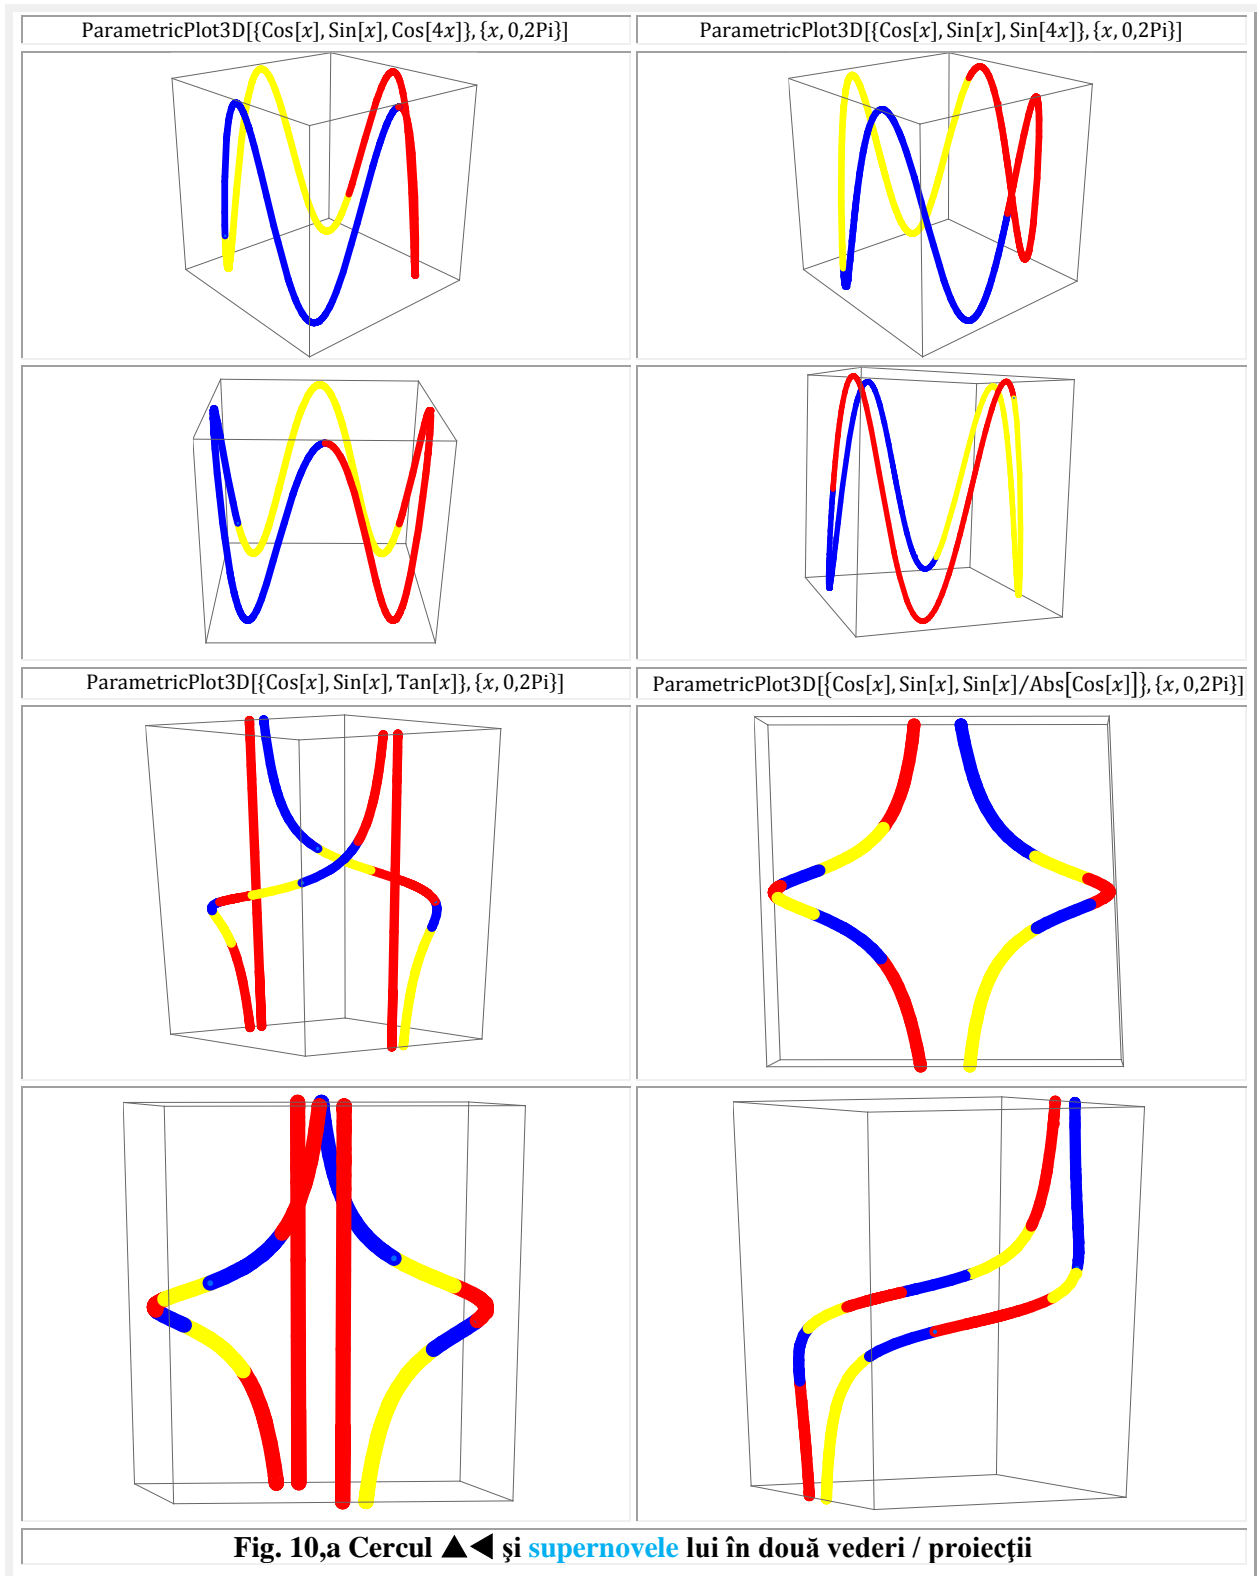 ParametricPlot3D[{Cos[x], Sin[x], Cos[4x]}, {x, 0,2Pi}]
ParametricPlot3D[{Cos[x], Sin[x], Sin[4x]}, {x, 0,2Pi}]
ParametricPlot3D[{Cos[x], Sin[x], Tan[x]}, {x, 0,2Pi}]
ParametricPlot3D[{Cos[x], Sin[x], Sin[x]/Abs[Cos[x]]}, {x, 0,2Pi}]
Fig. 10,a Cercul ▲◄ şi supernovele lui în două vederi / proiecţii